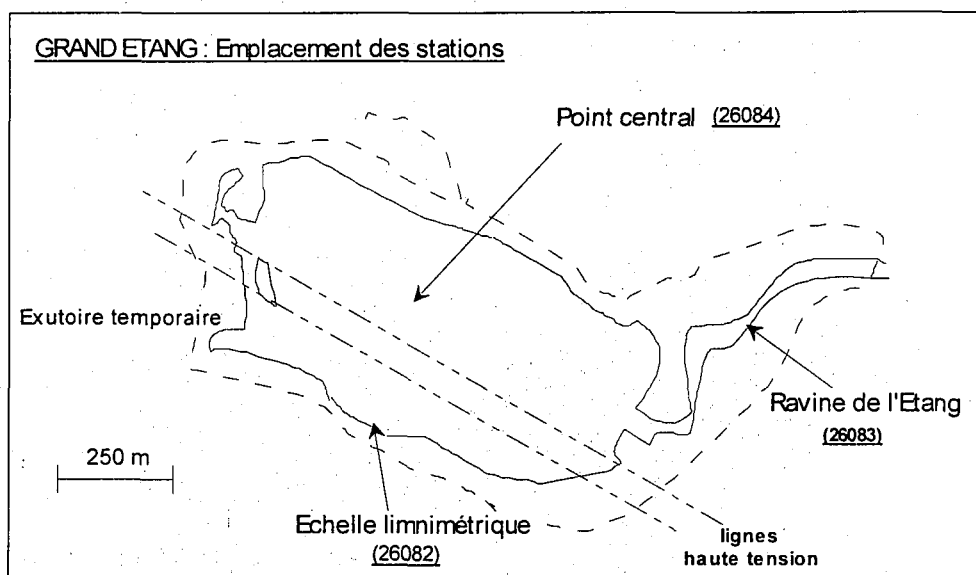 GRAND ETANG : Emplacement des stations
Point central (26084)
Exutoire temporaire
Ravine de l'Etang
(26083)
250 m
Echelle limnimétrique
(26082)
lignes
haute tension